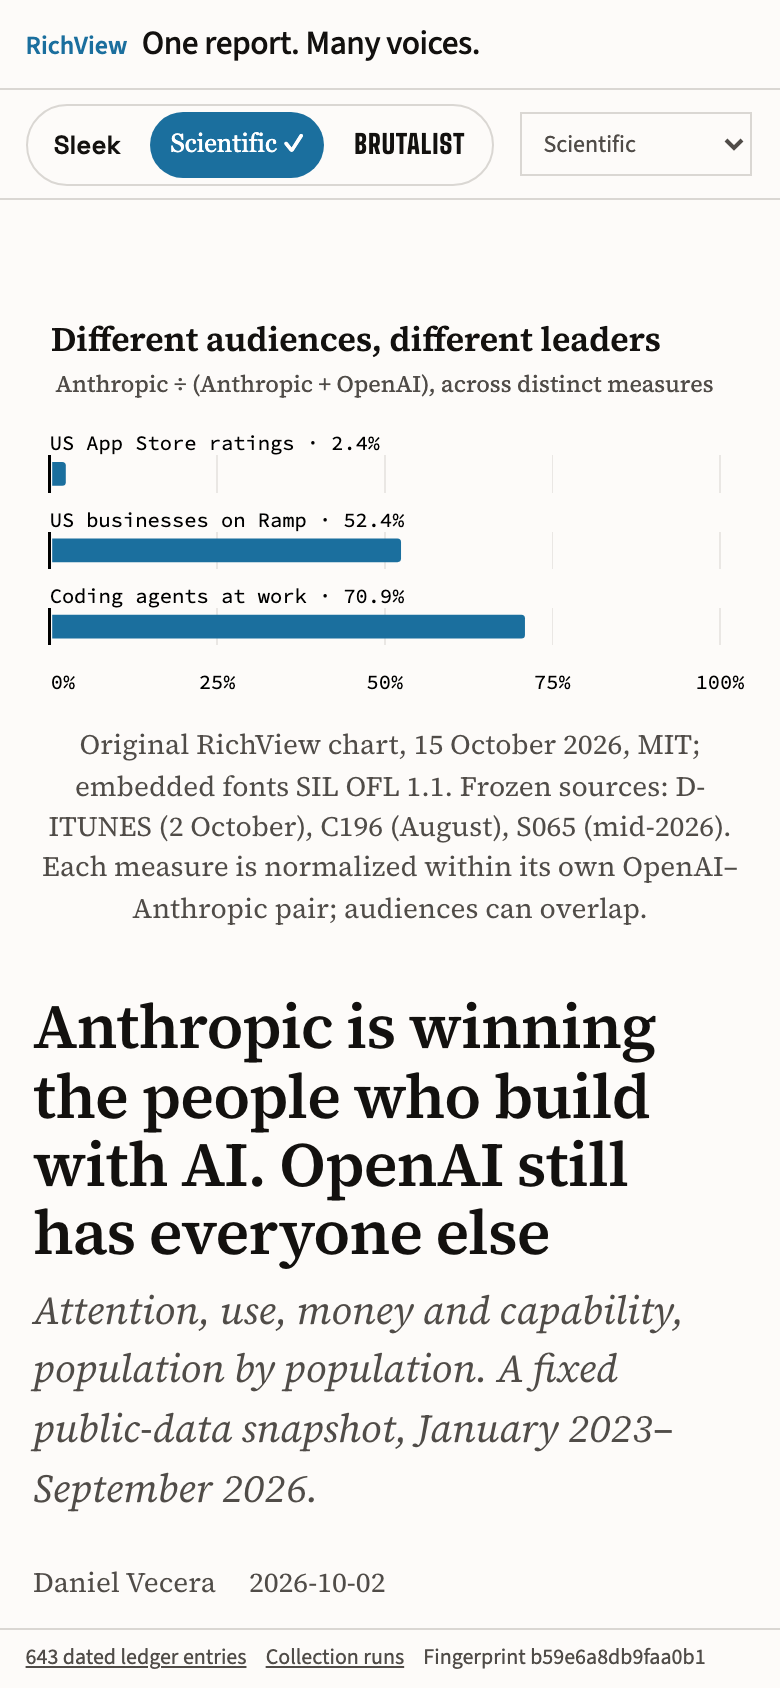 RichView One report. Many voices.
Sleek Scientific ✓ BRUTALIST Scientific
Different audiences, different leaders
Anthropic ÷ (Anthropic + OpenAI), across distinct measures
US App Store ratings · 2.4%
US businesses on Ramp · 52.4%
Coding agents at work · 70.9%
0% 25% 50% 75% 100%
Original RichView chart, 15 October 2026, MIT;
embedded fonts SIL OFL 1.1. Frozen sources: D-
ITUNES (2 October), C196 (August), S065 (mid-2026).
Each measure is normalized within its own OpenAI–
Anthropic pair; audiences can overlap.
Anthropic is winning
the people who build
with AI. OpenAI still
has everyone else
Attention, use, money and capability,
population by population. A fixed
public-data snapshot, January 2023–
September 2026.
Daniel Vecera 2026-10-02
643 dated ledger entries Collection runs Fingerprint b59e6a8db9faa0b1